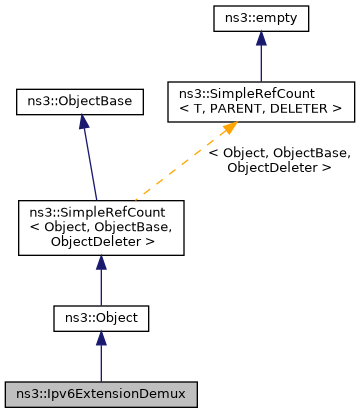 ns3::empty
ns3::ObjectBase
ns3::SimpleRefCount
< T, PARENT, DELETER >
< Object, ObjectBase,
ObjectDeleter >
ns3::SimpleRefCount
< Object, ObjectBase,
ObjectDeleter >
ns3::Object
ns3::Ipv6ExtensionDemux